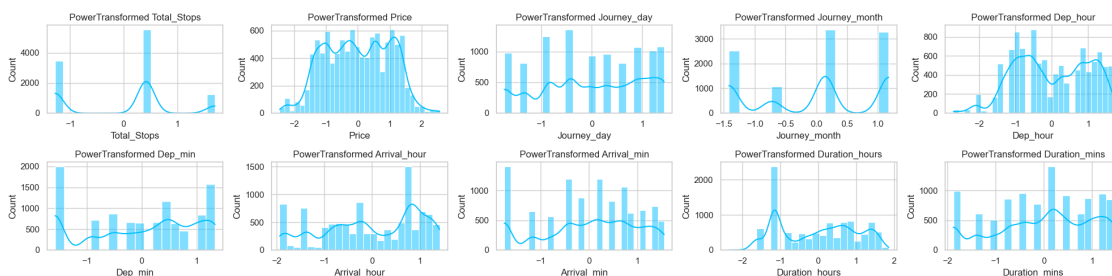 PowerTransformed Total_Stops
PowerTransformed Price
PowerTransformed Journey_day
PowerTransformed Journey_month
PowerTransformed Dep_hour
Count
4000
2000
0
−1
0
1
Total_Stops
Count
600
400
200
0
−2
−1
0
1
2
Price
Count
1000
500
0
−1
0
1
Journey_day
Count
3000
2000
1000
0
−1.5
−1.0
−0.5
0.0
0.5
1.0
Journey_month
Count
800
600
400
200
0
−2
−1
0
1
Dep_hour
PowerTransformed Dep_min
PowerTransformed Arrival_hour
PowerTransformed Arrival_min
PowerTransformed Duration_hours
PowerTransformed Duration_mins
Count
2000
1500
1000
500
0
−1
0
1
Dep_min
Count
1500
1000
500
0
−2
−1
0
1
Arrival_hour
Count
1000
500
0
−1
0
1
Arrival_min
Count
2000
1000
0
−2
−1
0
1
2
Duration_hours
Count
1000
500
0
−2
−1
0
1
Duration_mins